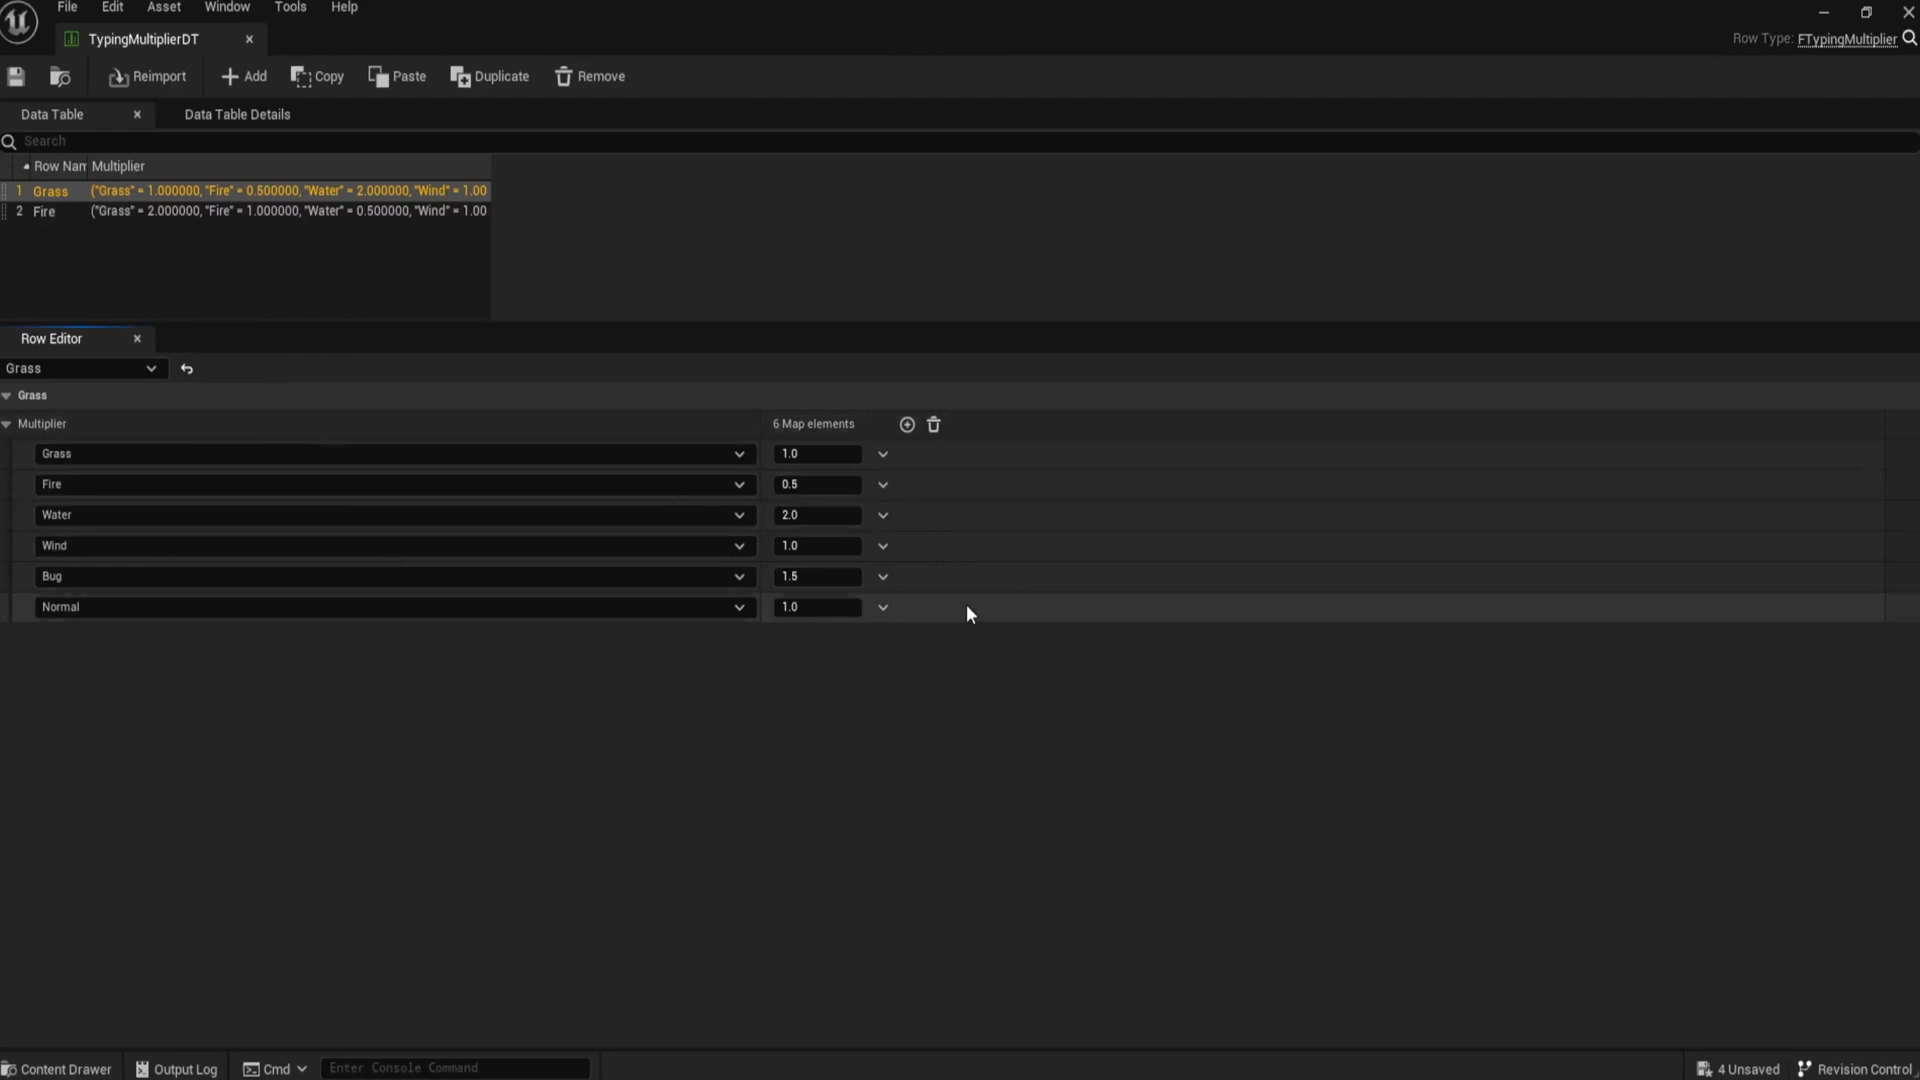 File Edit Asset Window Tools Help
TypingMultiplierDT
Row Type: FTypingMultiplier
Reimport Add Copy Paste Duplicate Remove
Data Table Data Table Details
Search
Row Nam Multiplier
1 Grass ("Grass" = 1.000000, "Fire" = 0.500000, "Water" = 2.000000, "Wind" = 1.00
2 Fire ("Grass" = 2.000000, "Fire" = 1.000000, "Water" = 0.500000, "Wind" = 1.00
Row Editor
Grass
Grass
Multiplier 6 Map elements
Grass 1.0
Fire 0.5
Water 2.0
Wind 1.0
Bug 1.5
Normal 1.0
Content Drawer Output Log Cmd Enter Console Command 4 Unsaved Revision Control